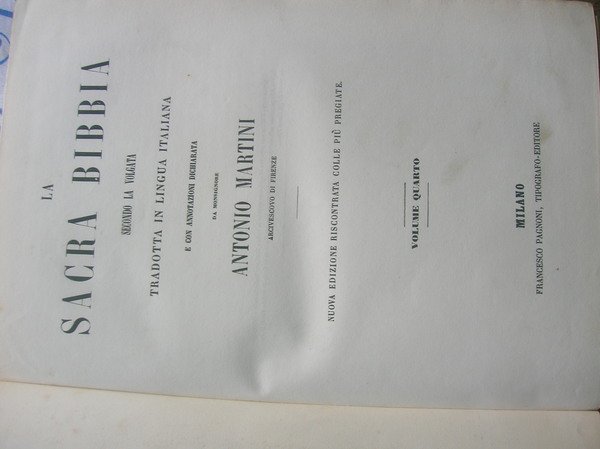 LA
SACRA BIBBIA
SECONDO LA VOLGATA
TRADOTTA IN LINGUA ITALIANA
E CON ANNOTAZIONI DICHIARATA
DA MONSIGNORE
ANTONIO MARTINI
ARCIVESCOVO DI FIRENZE
NUOVA EDIZIONE RISCONTRATA COLLE PIÙ PREGIATE.
VOLUME QUARTO
MILANO
FRANCESCO PAGNONI, TIPOGRAFO-EDITORE